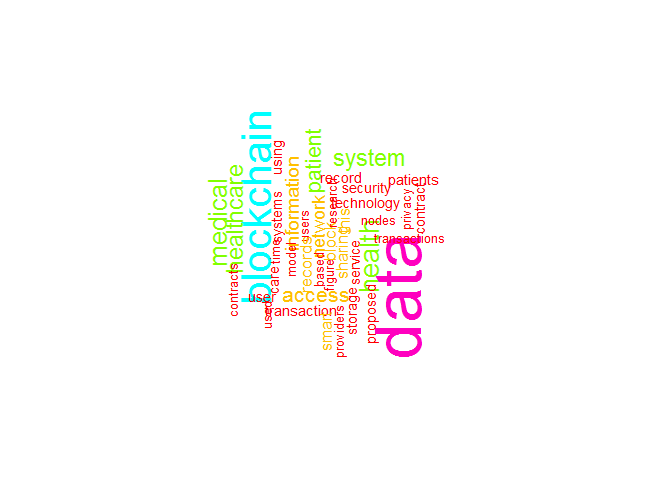 data
blockchain
system
health
medical
healthcare
patient
access
information
network
records
block
sharing
this
smart
using
record
security
patients
research
technology
privacy
contract
nodes
transactions
users
systems
time
care
model
based
figure
service
contracts
user
used
transaction
storage
proposed
providers